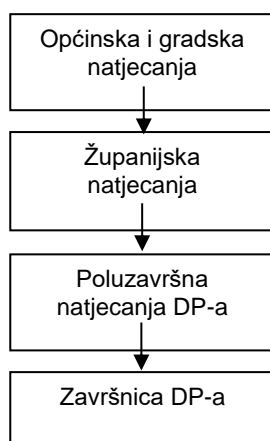 Općinska i gradska
natjecanja
Županijska
natjecanja
Poluzavršna
natjecanja DP-a
Završnica DP-a